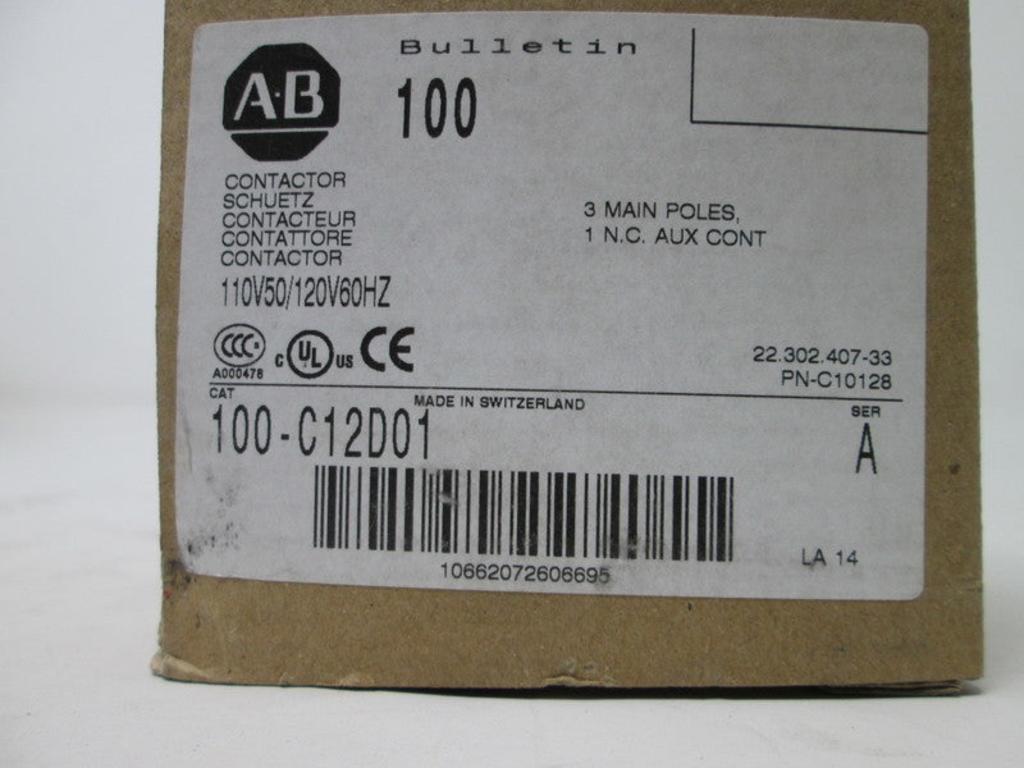 A·B
Bulletin
100
CONTACTOR
SCHUETZ
CONTACTEUR
CONTATTORE
CONTACTOR
110V50/120V60HZ
3 MAIN POLES,
1 N.C. AUX CONT
CCC
A000478
C UL US CE
22.302.407-33
PN-C10128
CAT
MADE IN SWITZERLAND
SER
100-C12D01
A
10662072606695
LA 14